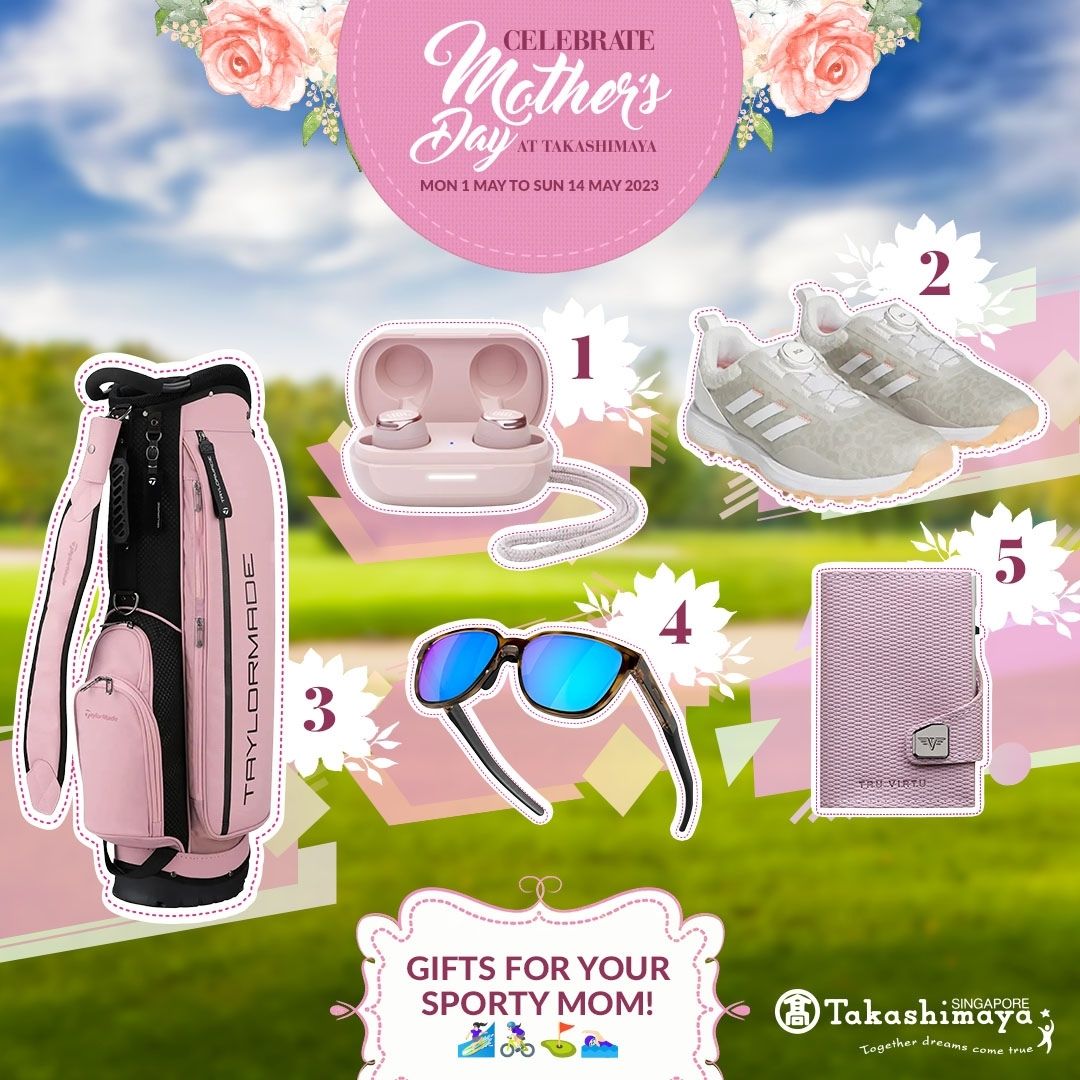 CELEBRATE
Mother's
Day AT TAKASHIMAYA
MON 1 MAY TO SUN 14 MAY 2023
1
2
3
4
5
TAYLORMADE
TaylorMade
TRU VIRTU
GIFTS FOR YOUR
SPORTY MOM!
髙 Takashimaya SINGAPORE
Together dreams come true